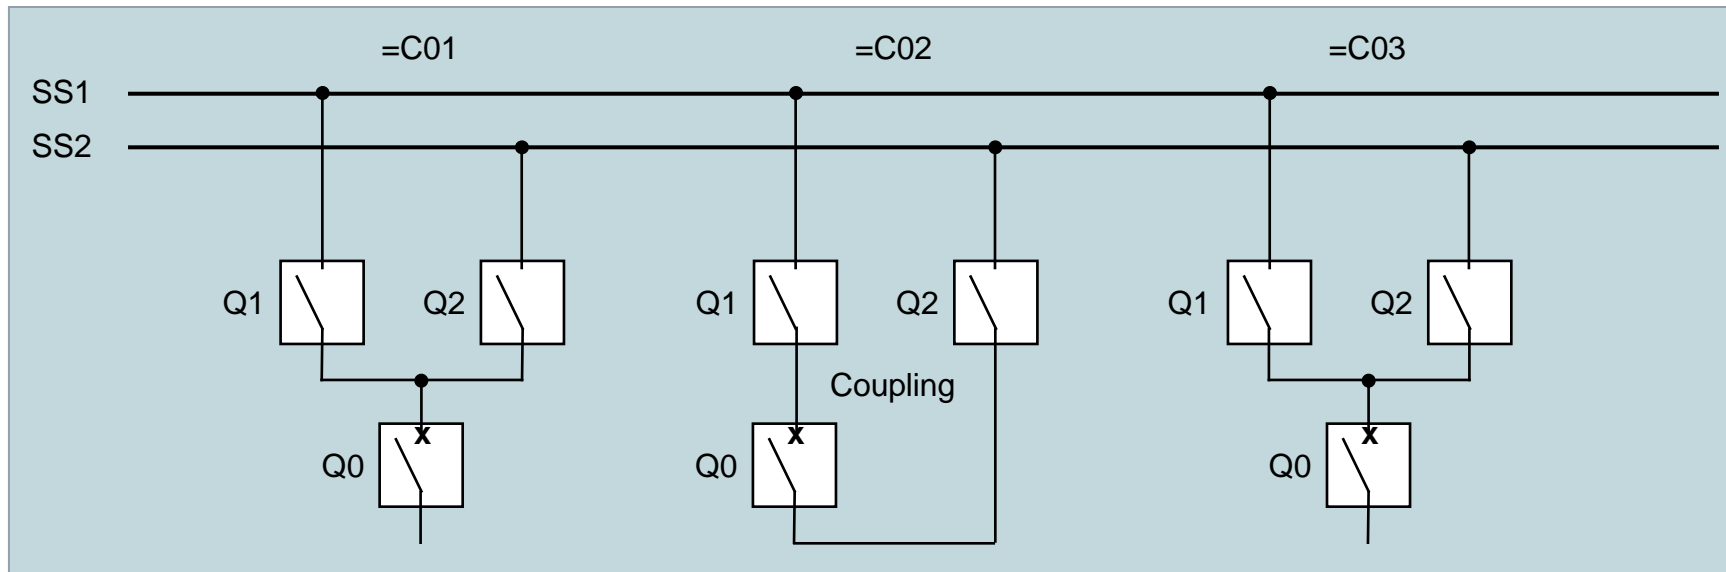 =C01 =C02 =C03
SS1
SS2
Q1 Q2 Q1 Q2 Q1 Q2
Coupling
Q0 Q0 Q0